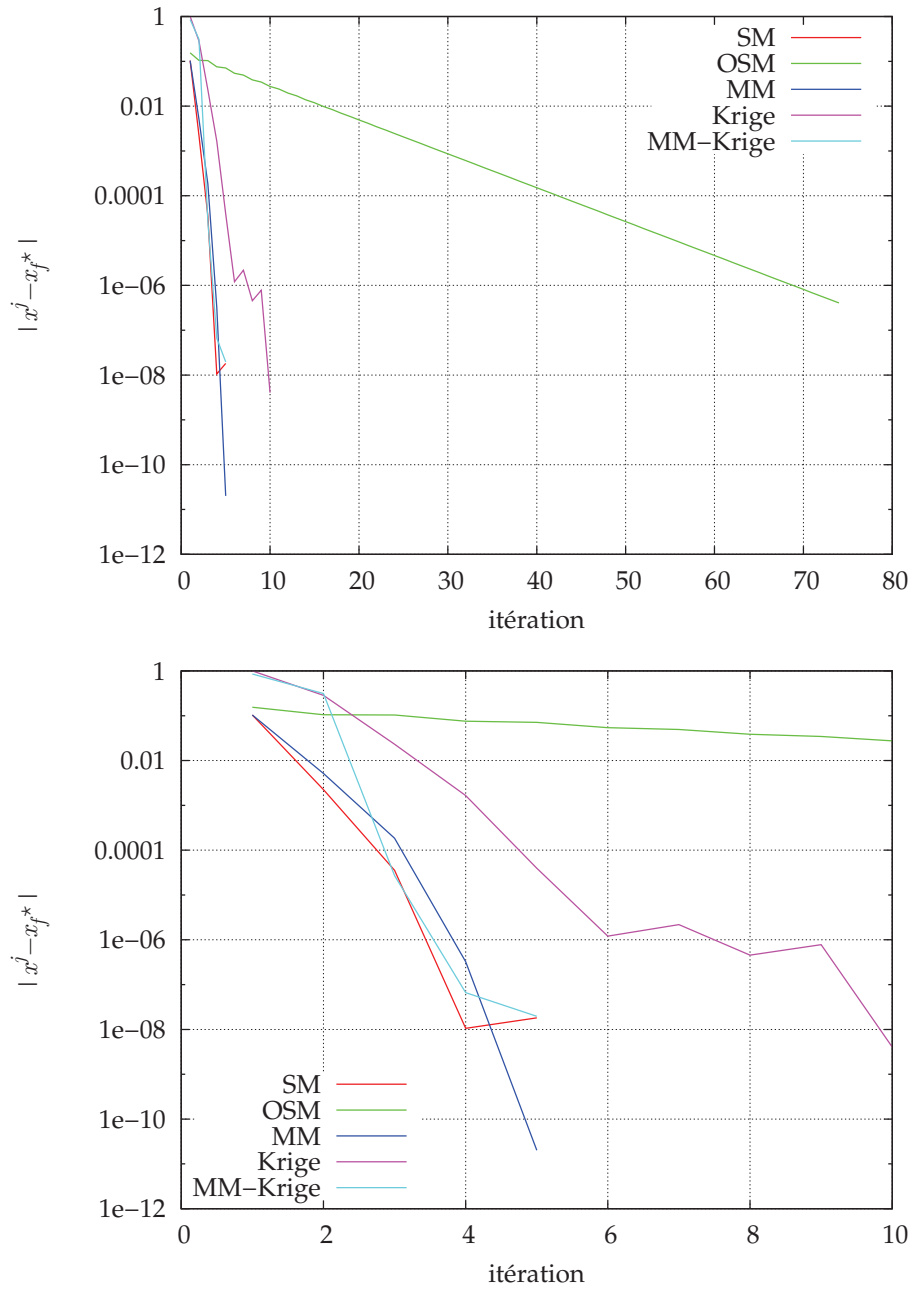 1
0.01
0.0001
1e−06
1e−08
1e−10
1e−12
| x^j − x_f^⋆ |
SM
OSM
MM
Krige
MM−Krige
0 10 20 30 40 50 60 70 80
itération
1
0.01
0.0001
1e−06
1e−08
1e−10
1e−12
| x^j − x_f^⋆ |
SM
OSM
MM
Krige
MM−Krige
0 2 4 6 8 10
itération